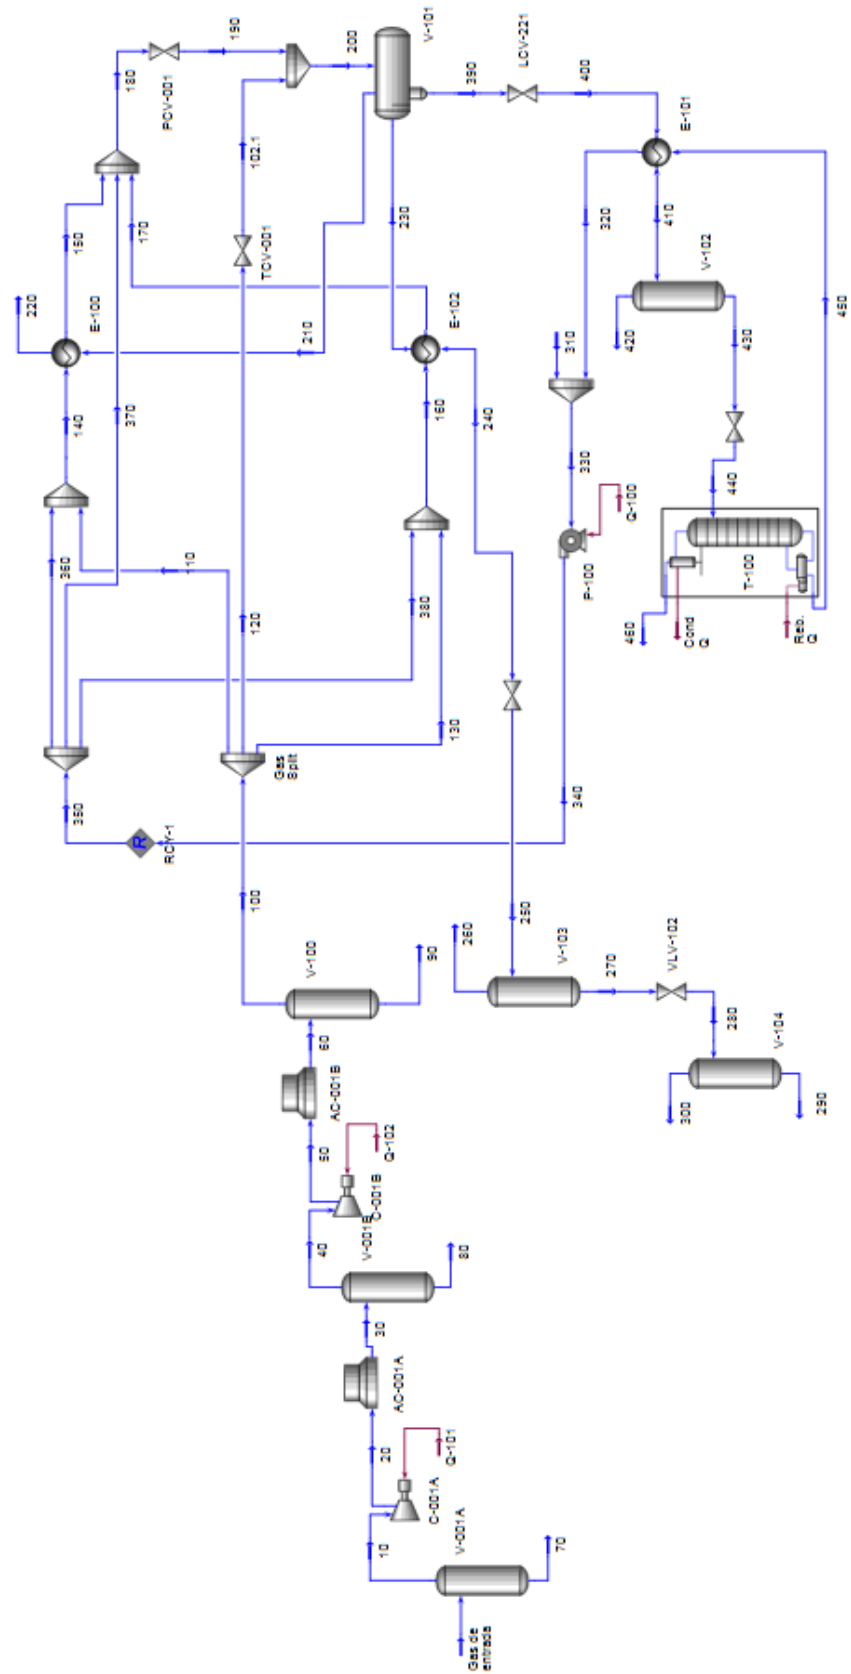 Gas de
entrada
V-001A
70
10
C-001A
Q-101
20
AC-001A
30
V-001B
80
40
C-001B
Q-102
50
AC-001B
60
V-100
90
100
Gas
Split
110
120
130
RCY-1
350
360
370
380
140
E-100
150
220
210
160
E-102
170
180
PCV-001
190
TCV-001
102.1
200
V-101
230
240
250
V-103
260
270
VLV-102
280
V-104
300
290
390
LCV-221
400
E-101
410
V-102
420
430
440
T-100
Cond
Q
Reb.
Q
460
450
320
310
330
P-100
Q-100
340
R